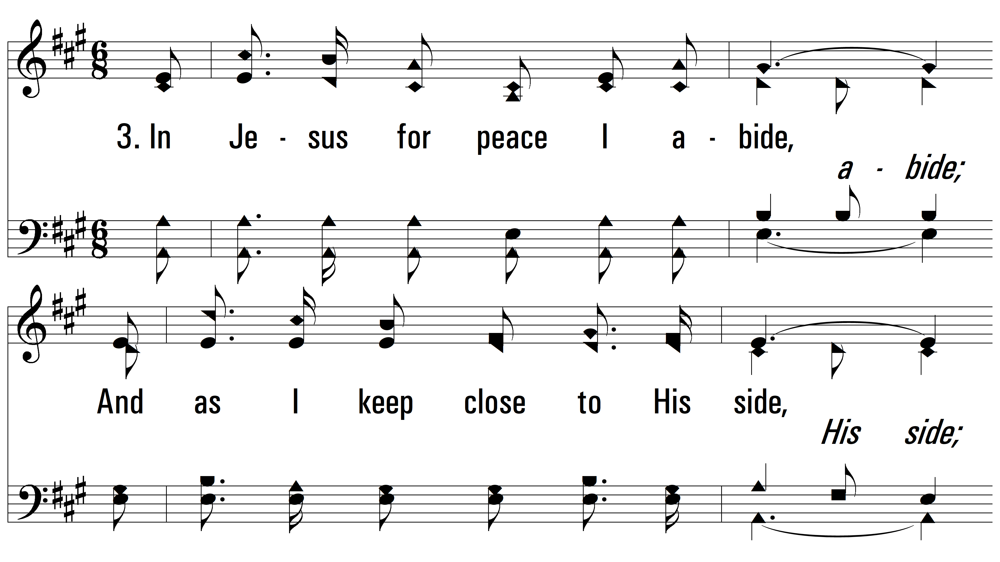 3. In Je - sus for peace I a - bide,
a - bide;
And as I keep close to His side,
His side;